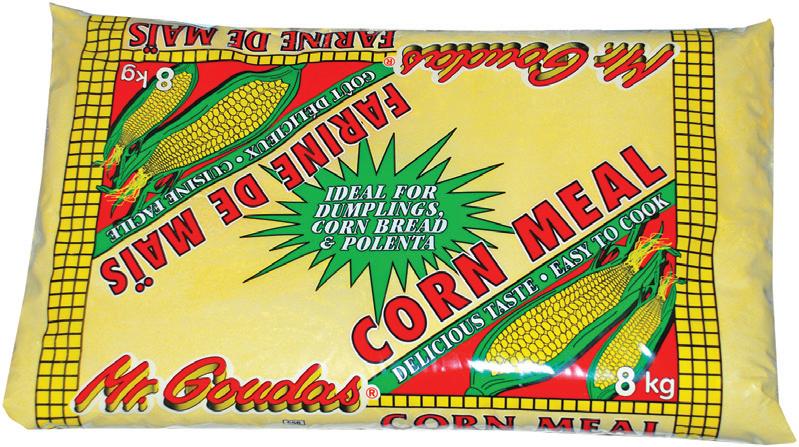 FARINE DE MAÏS
Mr. Goudas®
8 kg
GOÛT DÉLICIEUX • CUISINE FACILE
FARINE DE MAÏS
IDEAL FOR
DUMPLINGS,
CORN BREAD
& POLENTA
CORN MEAL
DELICIOUS TASTE • EASY TO COOK
8 kg
Mr. Goudas®
CORN MEAL